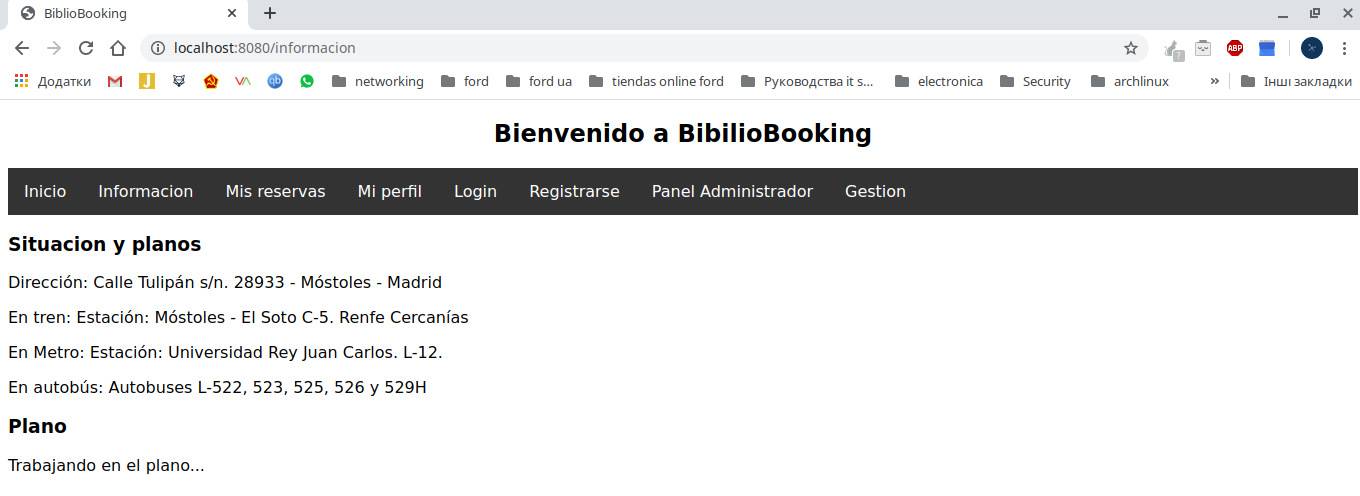 BiblioBooking
localhost:8080/informacion
ABP
?
Додатки networking ford ford ua tiendas online ford Руководства it s... electronica Security archlinux » Інші закладки
Bienvenido a BibilioBooking
Inicio Informacion Mis reservas Mi perfil Login Registrarse Panel Administrador Gestion
Situacion y planos
Dirección: Calle Tulipán s/n. 28933 - Móstoles - Madrid
En tren: Estación: Móstoles - El Soto C-5. Renfe Cercanías
En Metro: Estación: Universidad Rey Juan Carlos. L-12.
En autobús: Autobuses L-522, 523, 525, 526 y 529H
Plano
Trabajando en el plano...